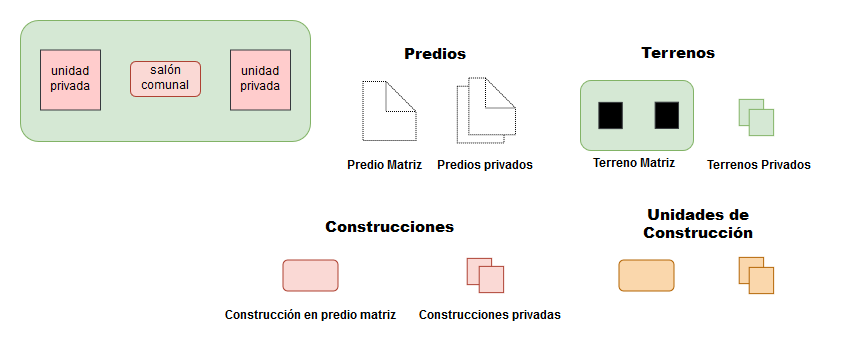 unidad
privada
salón
comunal
unidad
privada
Predios
Terrenos
Predio Matriz
Predios privados
Terreno Matriz
Terrenos Privados
Construcciones
Unidades de
Construcción
Construcción en predio matriz
Construcciones privadas